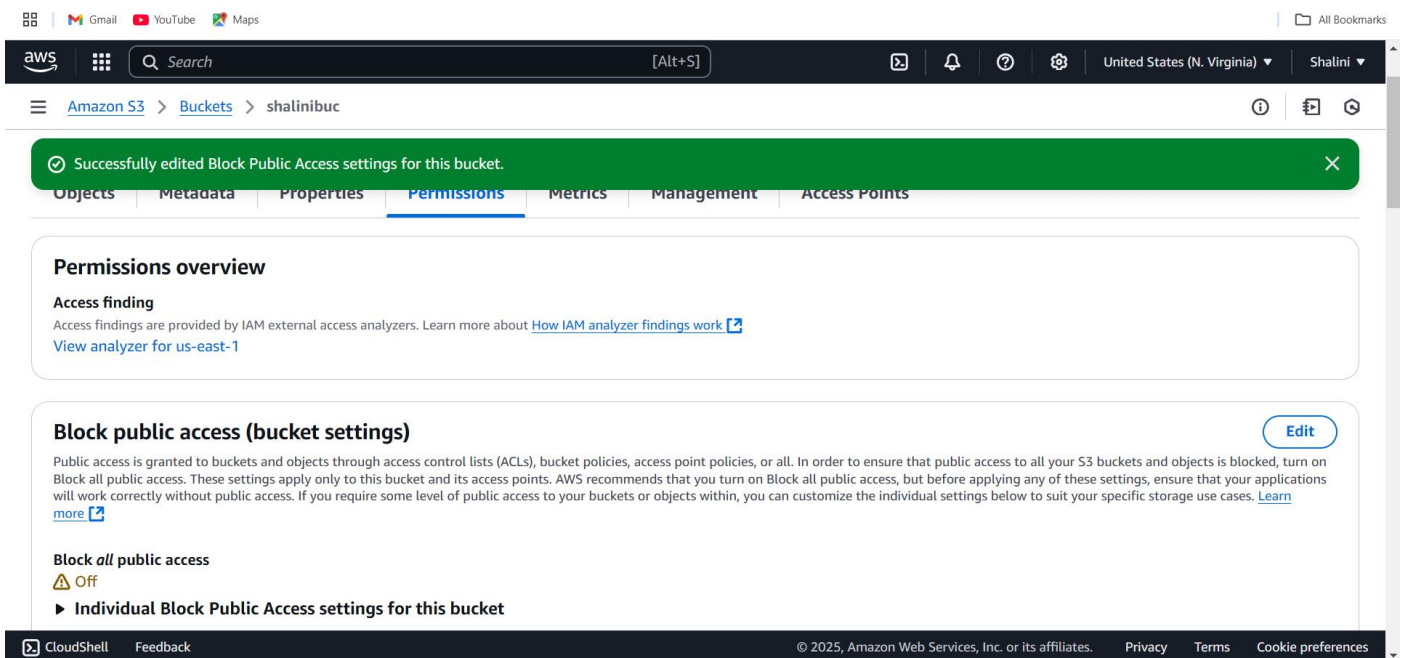 Gmail YouTube Maps All Bookmarks
aws Search [Alt+S] United States (N. Virginia) ▼ Shalini ▼
Amazon S3 > Buckets > shalinibuc
Successfully edited Block Public Access settings for this bucket.
Objects Metadata Properties Permissions Metrics Management Access Points
Permissions overview
Access finding
Access findings are provided by IAM external access analyzers. Learn more about How IAM analyzer findings work
View analyzer for us-east-1
Block public access (bucket settings) Edit
Public access is granted to buckets and objects through access control lists (ACLs), bucket policies, access point policies, or all. In order to ensure that public access to all your S3 buckets and objects is blocked, turn on
Block all public access. These settings apply only to this bucket and its access points. AWS recommends that you turn on Block all public access, but before applying any of these settings, ensure that your applications
will work correctly without public access. If you require some level of public access to your buckets or objects within, you can customize the individual settings below to suit your specific storage use cases. Learn
more
Block all public access
Off
Individual Block Public Access settings for this bucket
CloudShell Feedback © 2025, Amazon Web Services, Inc. or its affiliates. Privacy Terms Cookie preferences